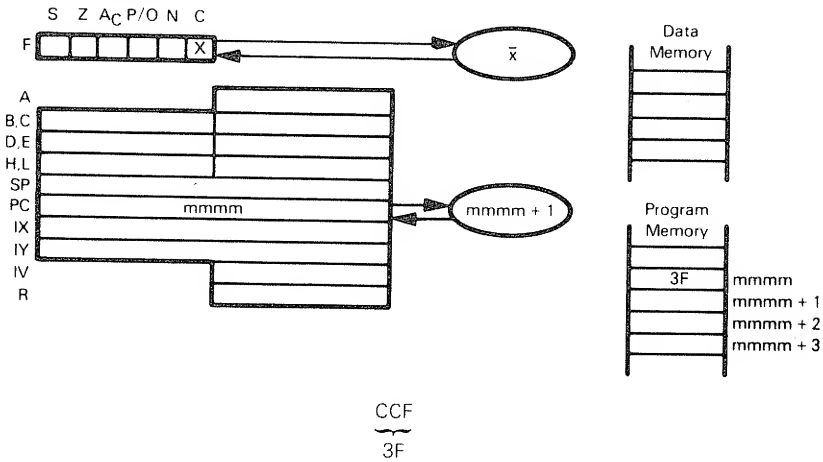 S Z AC P/O N C
F X x̄
Data
Memory
A
B,C
D,E
H,L
SP
PC mmmm mmmm + 1
IX
IY
IV
R
Program
Memory
3F mmmm
mmmm + 1
mmmm + 2
mmmm + 3
CCF
3F